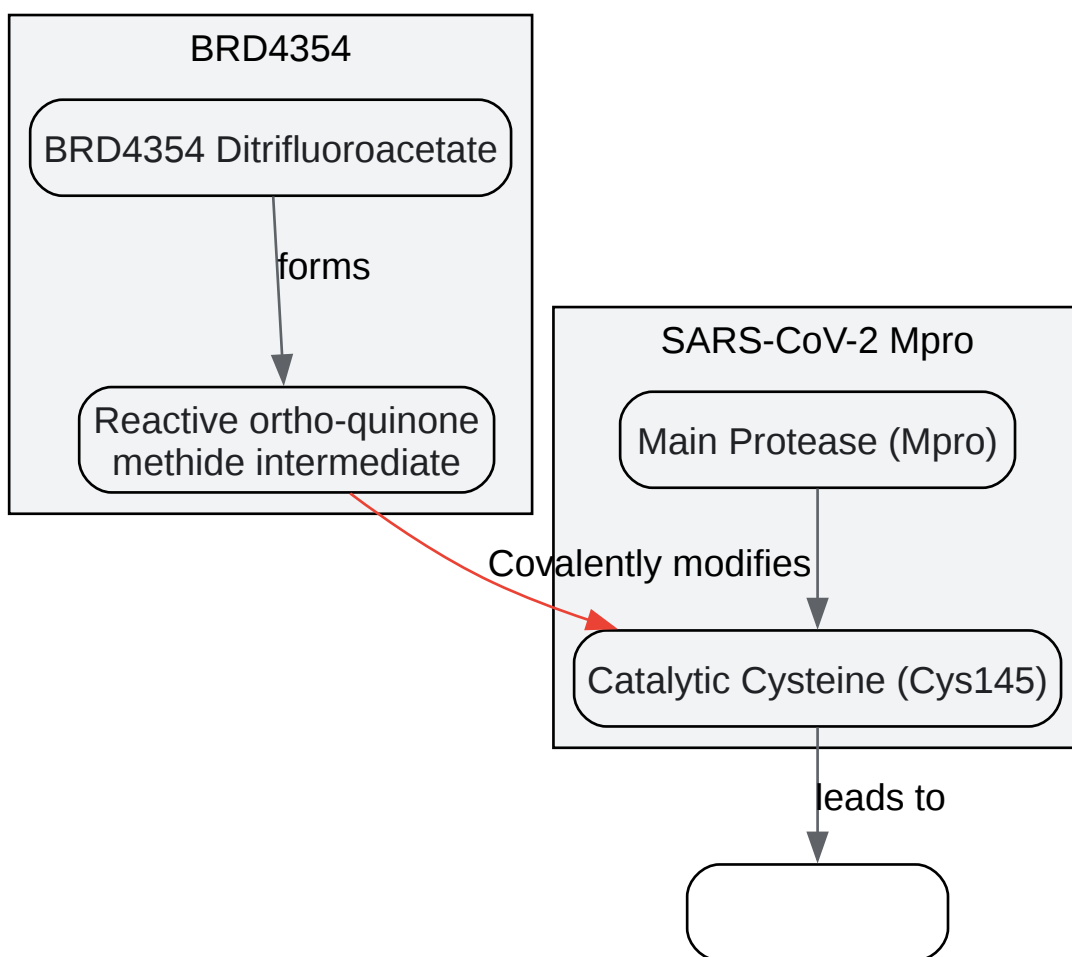 BRD4354
BRD4354 Ditrifluoroacetate
forms
Reactive ortho-quinone
methide intermediate
SARS-CoV-2 Mpro
Main Protease (Mpro)
Covalently modifies
Catalytic Cysteine (Cys145)
leads to